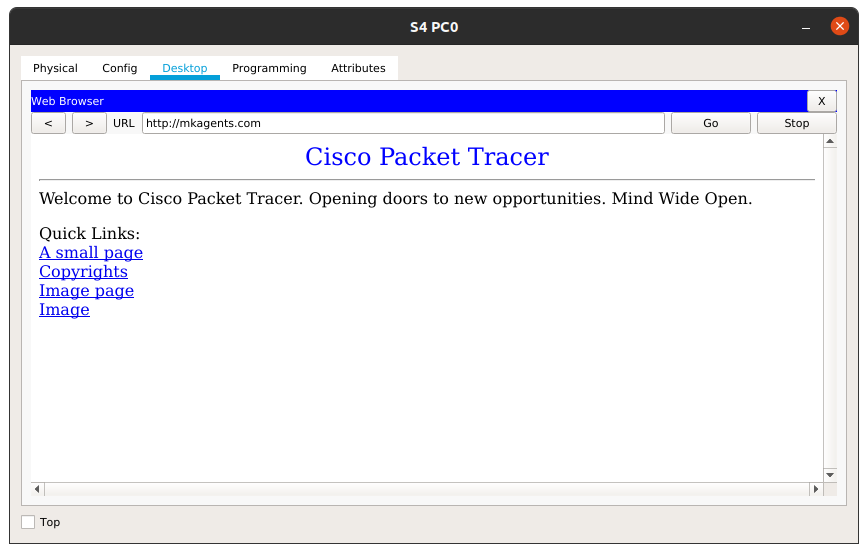 S4 PC0
Physical Config Desktop Programming Attributes
Web Browser X
< > URL http://mkagents.com Go Stop
Cisco Packet Tracer
Welcome to Cisco Packet Tracer. Opening doors to new opportunities. Mind Wide Open.
Quick Links:
A small page
Copyrights
Image page
Image
Top